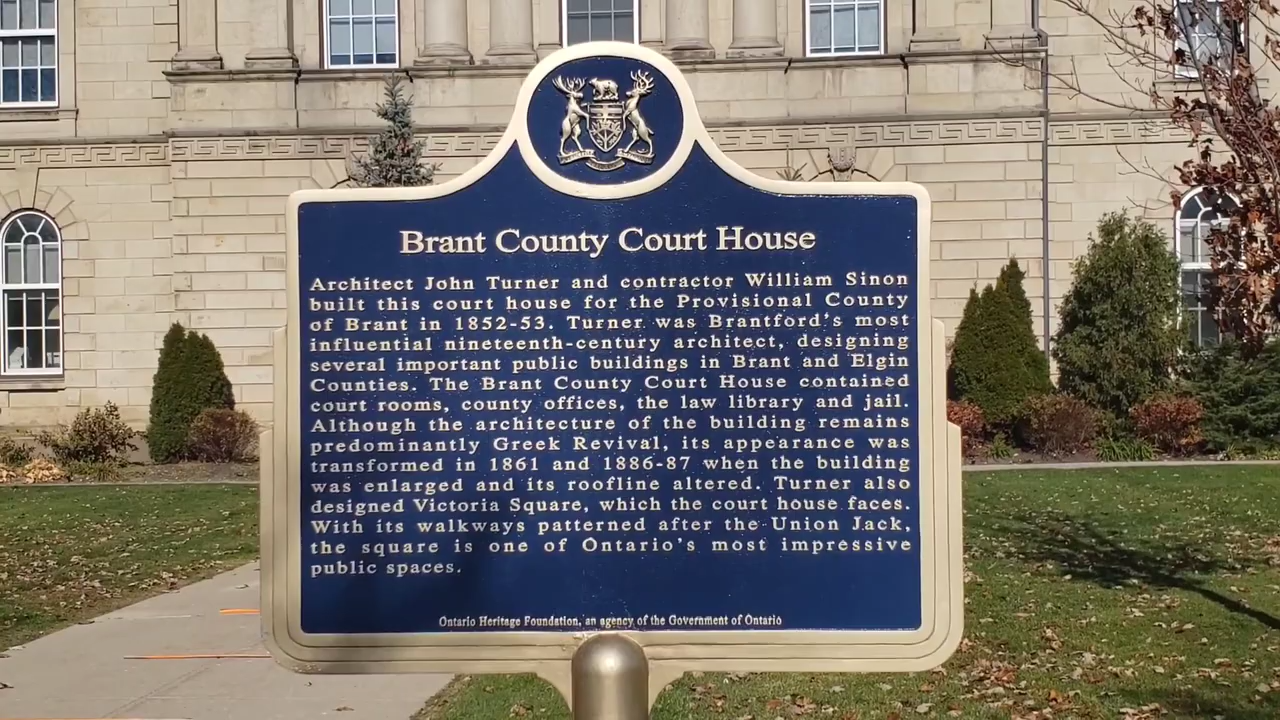 Brant County Court House
Architect John Turner and contractor William Sinon
built this court house for the Provisional County
of Brant in 1852-53. Turner was Brantford's most
influential nineteenth-century architect, designing
several important public buildings in Brant and Elgin
Counties. The Brant County Court House contained
court rooms, county offices, the law library and jail.
Although the architecture of the building remains
predominantly Greek Revival, its appearance was
transformed in 1861 and 1886-87 when the building
was enlarged and its roofline altered. Turner also
designed Victoria Square, which the court house faces.
With its walkways patterned after the Union Jack,
the square is one of Ontario's most impressive
public spaces.
Ontario Heritage Foundation, an agency of the Government of Ontario